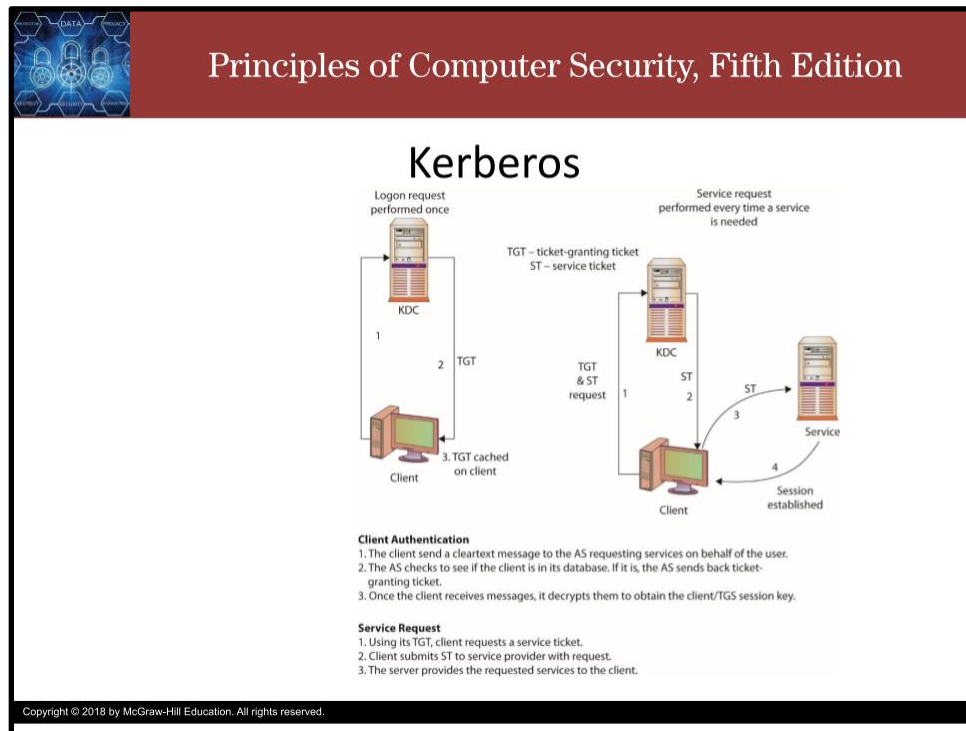 DATA
PRIVACY
SECURITY
Principles of Computer Security, Fifth Edition
Kerberos
Logon request
performed once
KDC
1
2
TGT
3. TGT cached
on client
Client
TGT – ticket-granting ticket
ST – service ticket
Service request
performed every time a service
is needed
KDC
TGT
& ST
request
1
ST
2
ST
3
Service
4
Session
established
Client
Client Authentication
1. The client send a cleartext message to the AS requesting services on behalf of the user.
2. The AS checks to see if the client is in its database. If it is, the AS sends back ticket-
granting ticket.
3. Once the client receives messages, it decrypts them to obtain the client/TGS session key.
Service Request
1. Using its TGT, client requests a service ticket.
2. Client submits ST to service provider with request.
3. The server provides the requested services to the client.
Copyright © 2018 by McGraw-Hill Education. All rights reserved.